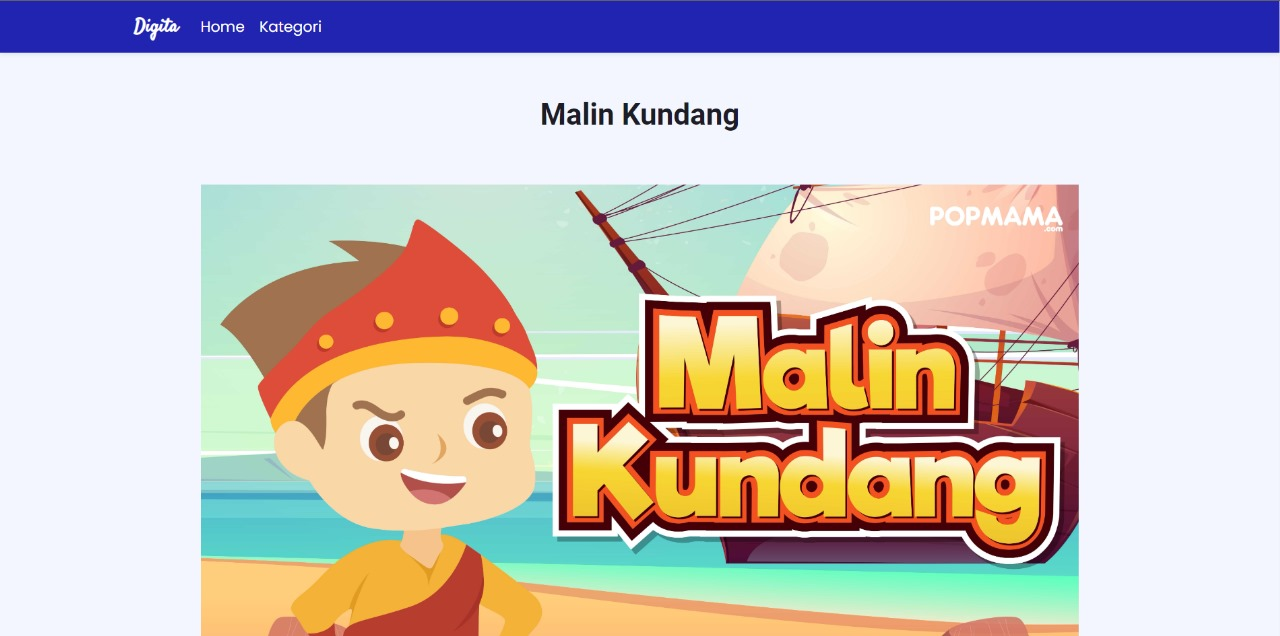 Digita Home Kategori
Malin Kundang
POPMAMA
.com
Malin
Kundang